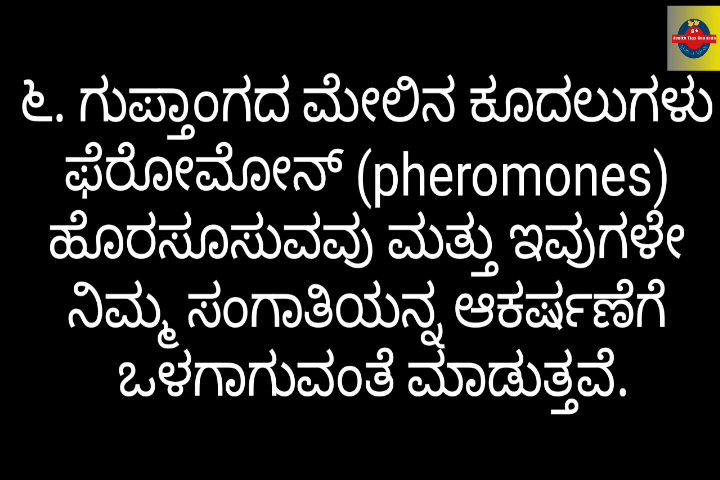 ೬. ಗುಪ್ತಾಂಗದ ಮೇಲಿನ ಕೂದಲುಗಳು
ಫೆರೋಮೋನ್ (pheromones)
ಹೊರಸೂಸುವವು ಮತ್ತು ಇವುಗಳೇ
ನಿಮ್ಮ ಸಂಗಾತಿಯನ್ನ ಆಕರ್ಷಣೆಗೆ
ಒಳಗಾಗುವಂತೆ ಮಾಡುತ್ತವೆ.